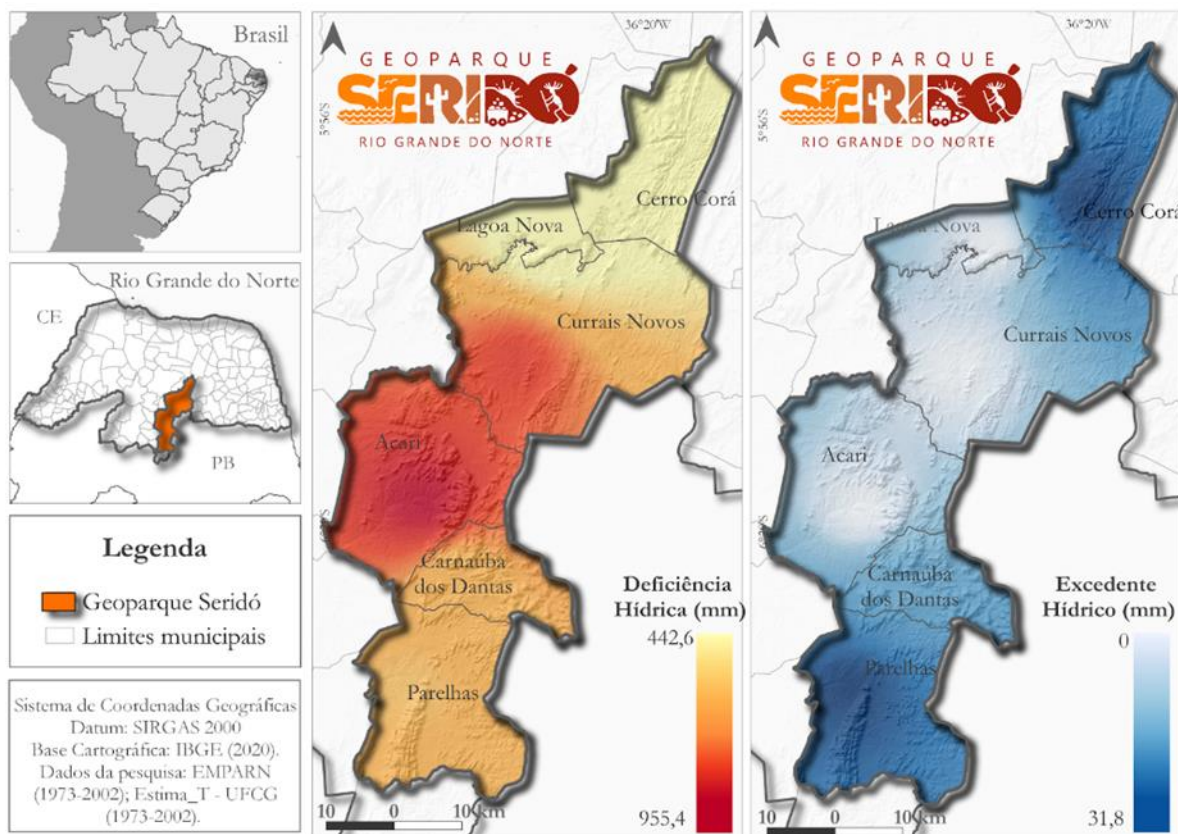 Brasil
Rio Grande do Norte
CE
PB
Legenda
Geoparque Seridó
Limites municipais
Sistema de Coordenadas Geográficas
Datum: SIRGAS 2000
Base Cartográfica: IBGE (2020).
Dados da pesquisa: EMPARN
(1973-2002); Estima_T - UFCG
(1973-2002).
36°20'W
5°56'S
GEOPARQUE
SERIDÓ
RIO GRANDE DO NORTE
Cerro Corá
Lagoa Nova
Currais Novos
Acari
Carnaúba
dos Dantas
Parelhas
Deficiência
Hídrica (mm)
442,6
955,4
10 0 10 km
36°20'W
5°56'S
GEOPARQUE
SERIDÓ
RIO GRANDE DO NORTE
Cerro Corá
Lagoa Nova
Currais Novos
Acari
Carnaúba
dos Dantas
Parelhas
Excedente
Hídrico (mm)
0
31,8
10 0 10 km